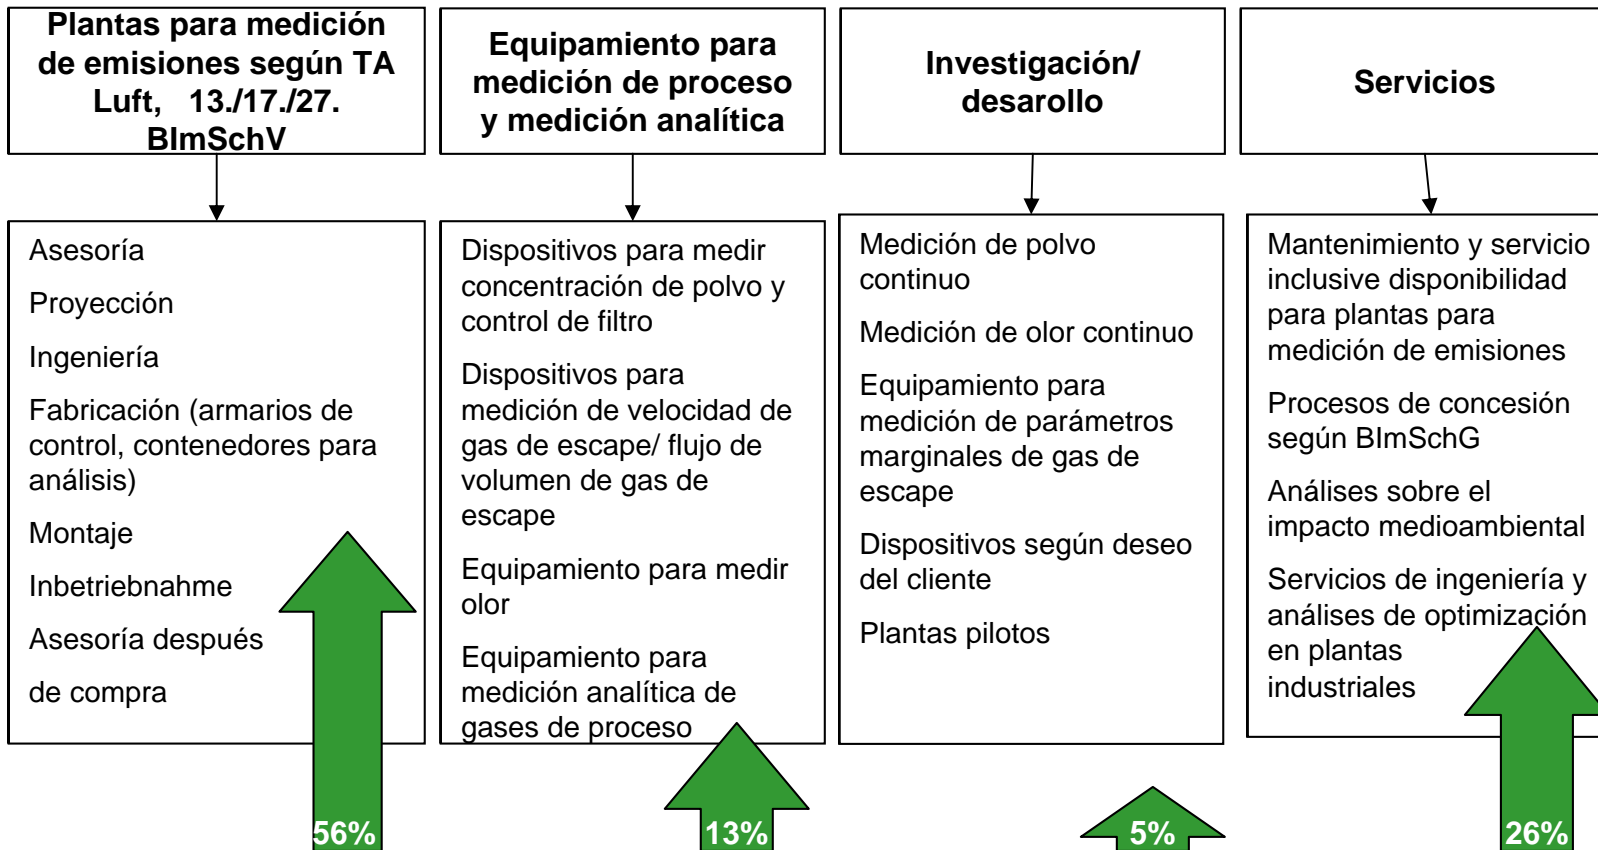 Plantas para medición
de emisiones según TA
Luft, 13./17./27.
BImSchV
Equipamiento para
medición de proceso
y medición analítica
Investigación/
desarollo
Servicios
Asesoría
Proyección
Ingeniería
Fabricación (armarios de
control, contenedores para
análisis)
Montaje
Inbetriebnahme
Asesoría después
de compra
Dispositivos para medir
concentración de polvo y
control de filtro
Dispositivos para
medición de velocidad de
gas de escape/ flujo de
volumen de gas de
escape
Equipamiento para medir
olor
Equipamiento para
medición analítica de
gases de proceso
Medición de polvo
continuo
Medición de olor continuo
Equipamiento para
medición de parámetros
marginales de gas de
escape
Dispositivos según deseo
del cliente
Plantas pilotos
Mantenimiento y servicio
inclusive disponibilidad
para plantas para
medición de emisiones
Procesos de concesión
según BImSchG
Análises sobre el
impacto medioambiental
Servicios de ingeniería y
análises de optimización
en plantas
industriales
56%
13%
5%
26%